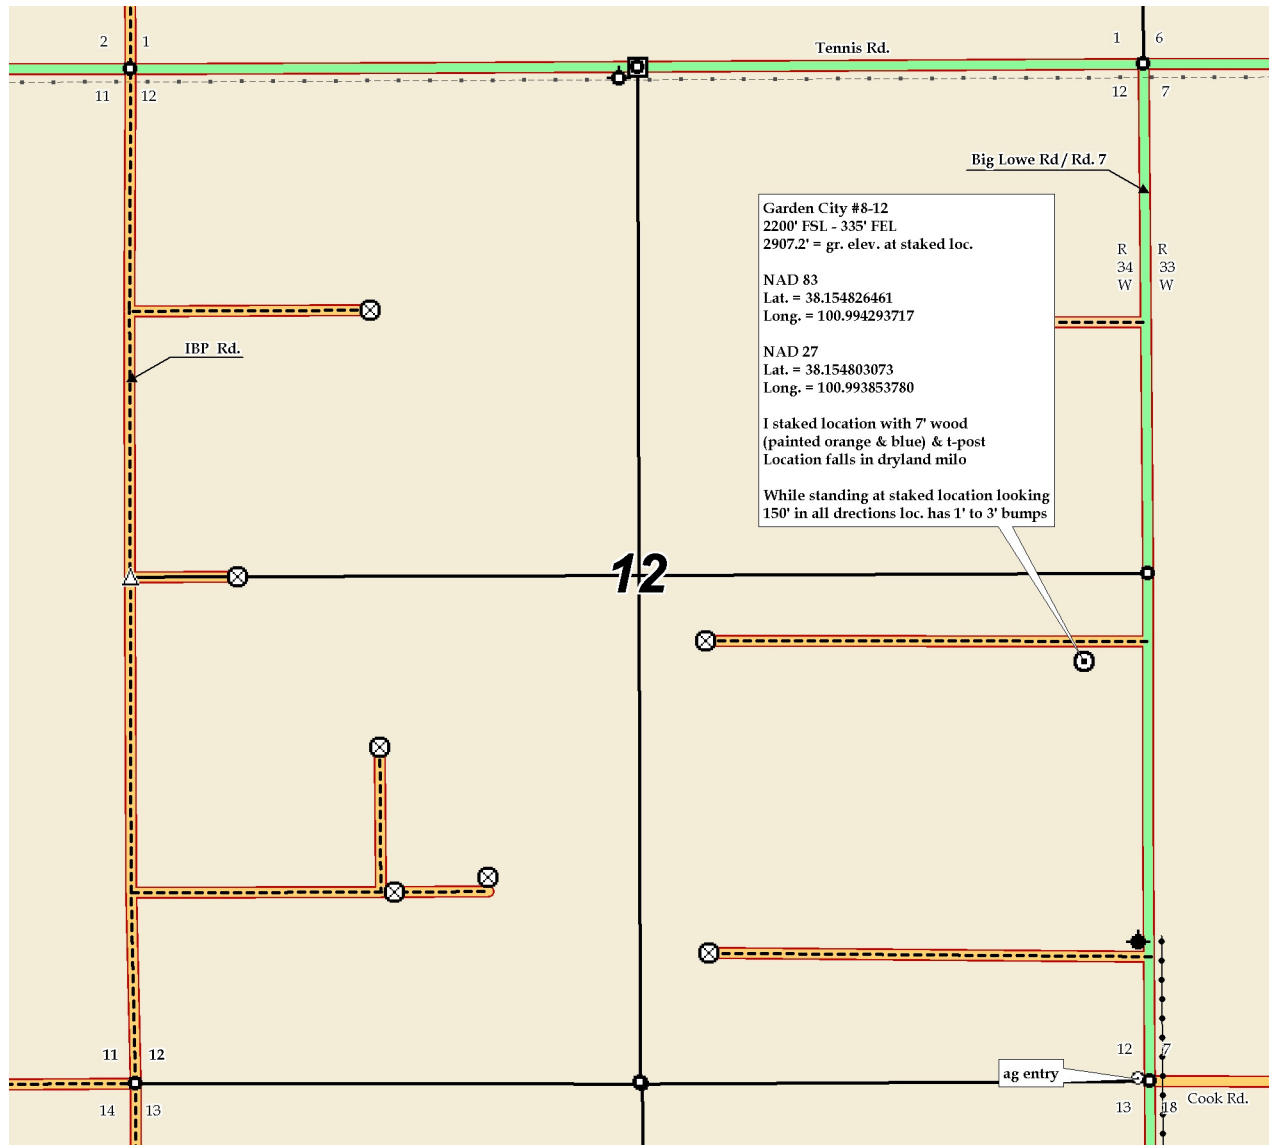 2 1
Tennis Rd.
1 6
11 12
12 7
Big Lowe Rd / Rd. 7
Garden City #8-12
2200' FSL - 335' FEL
2907.2' = gr. elev. at staked loc.
NAD 83
Lat. = 38.154826461
Long. = 100.994293717
NAD 27
Lat. = 38.154803073
Long. = 100.993853780
I staked location with 7' wood
(painted orange & blue) & t-post
Location falls in dryland milo
While standing at staked location looking
150' in all drections loc. has 1' to 3' bumps
R R
34 33
W W
IBP Rd.
12
11 12
12 7
ag entry
14 13
13 18
Cook Rd.